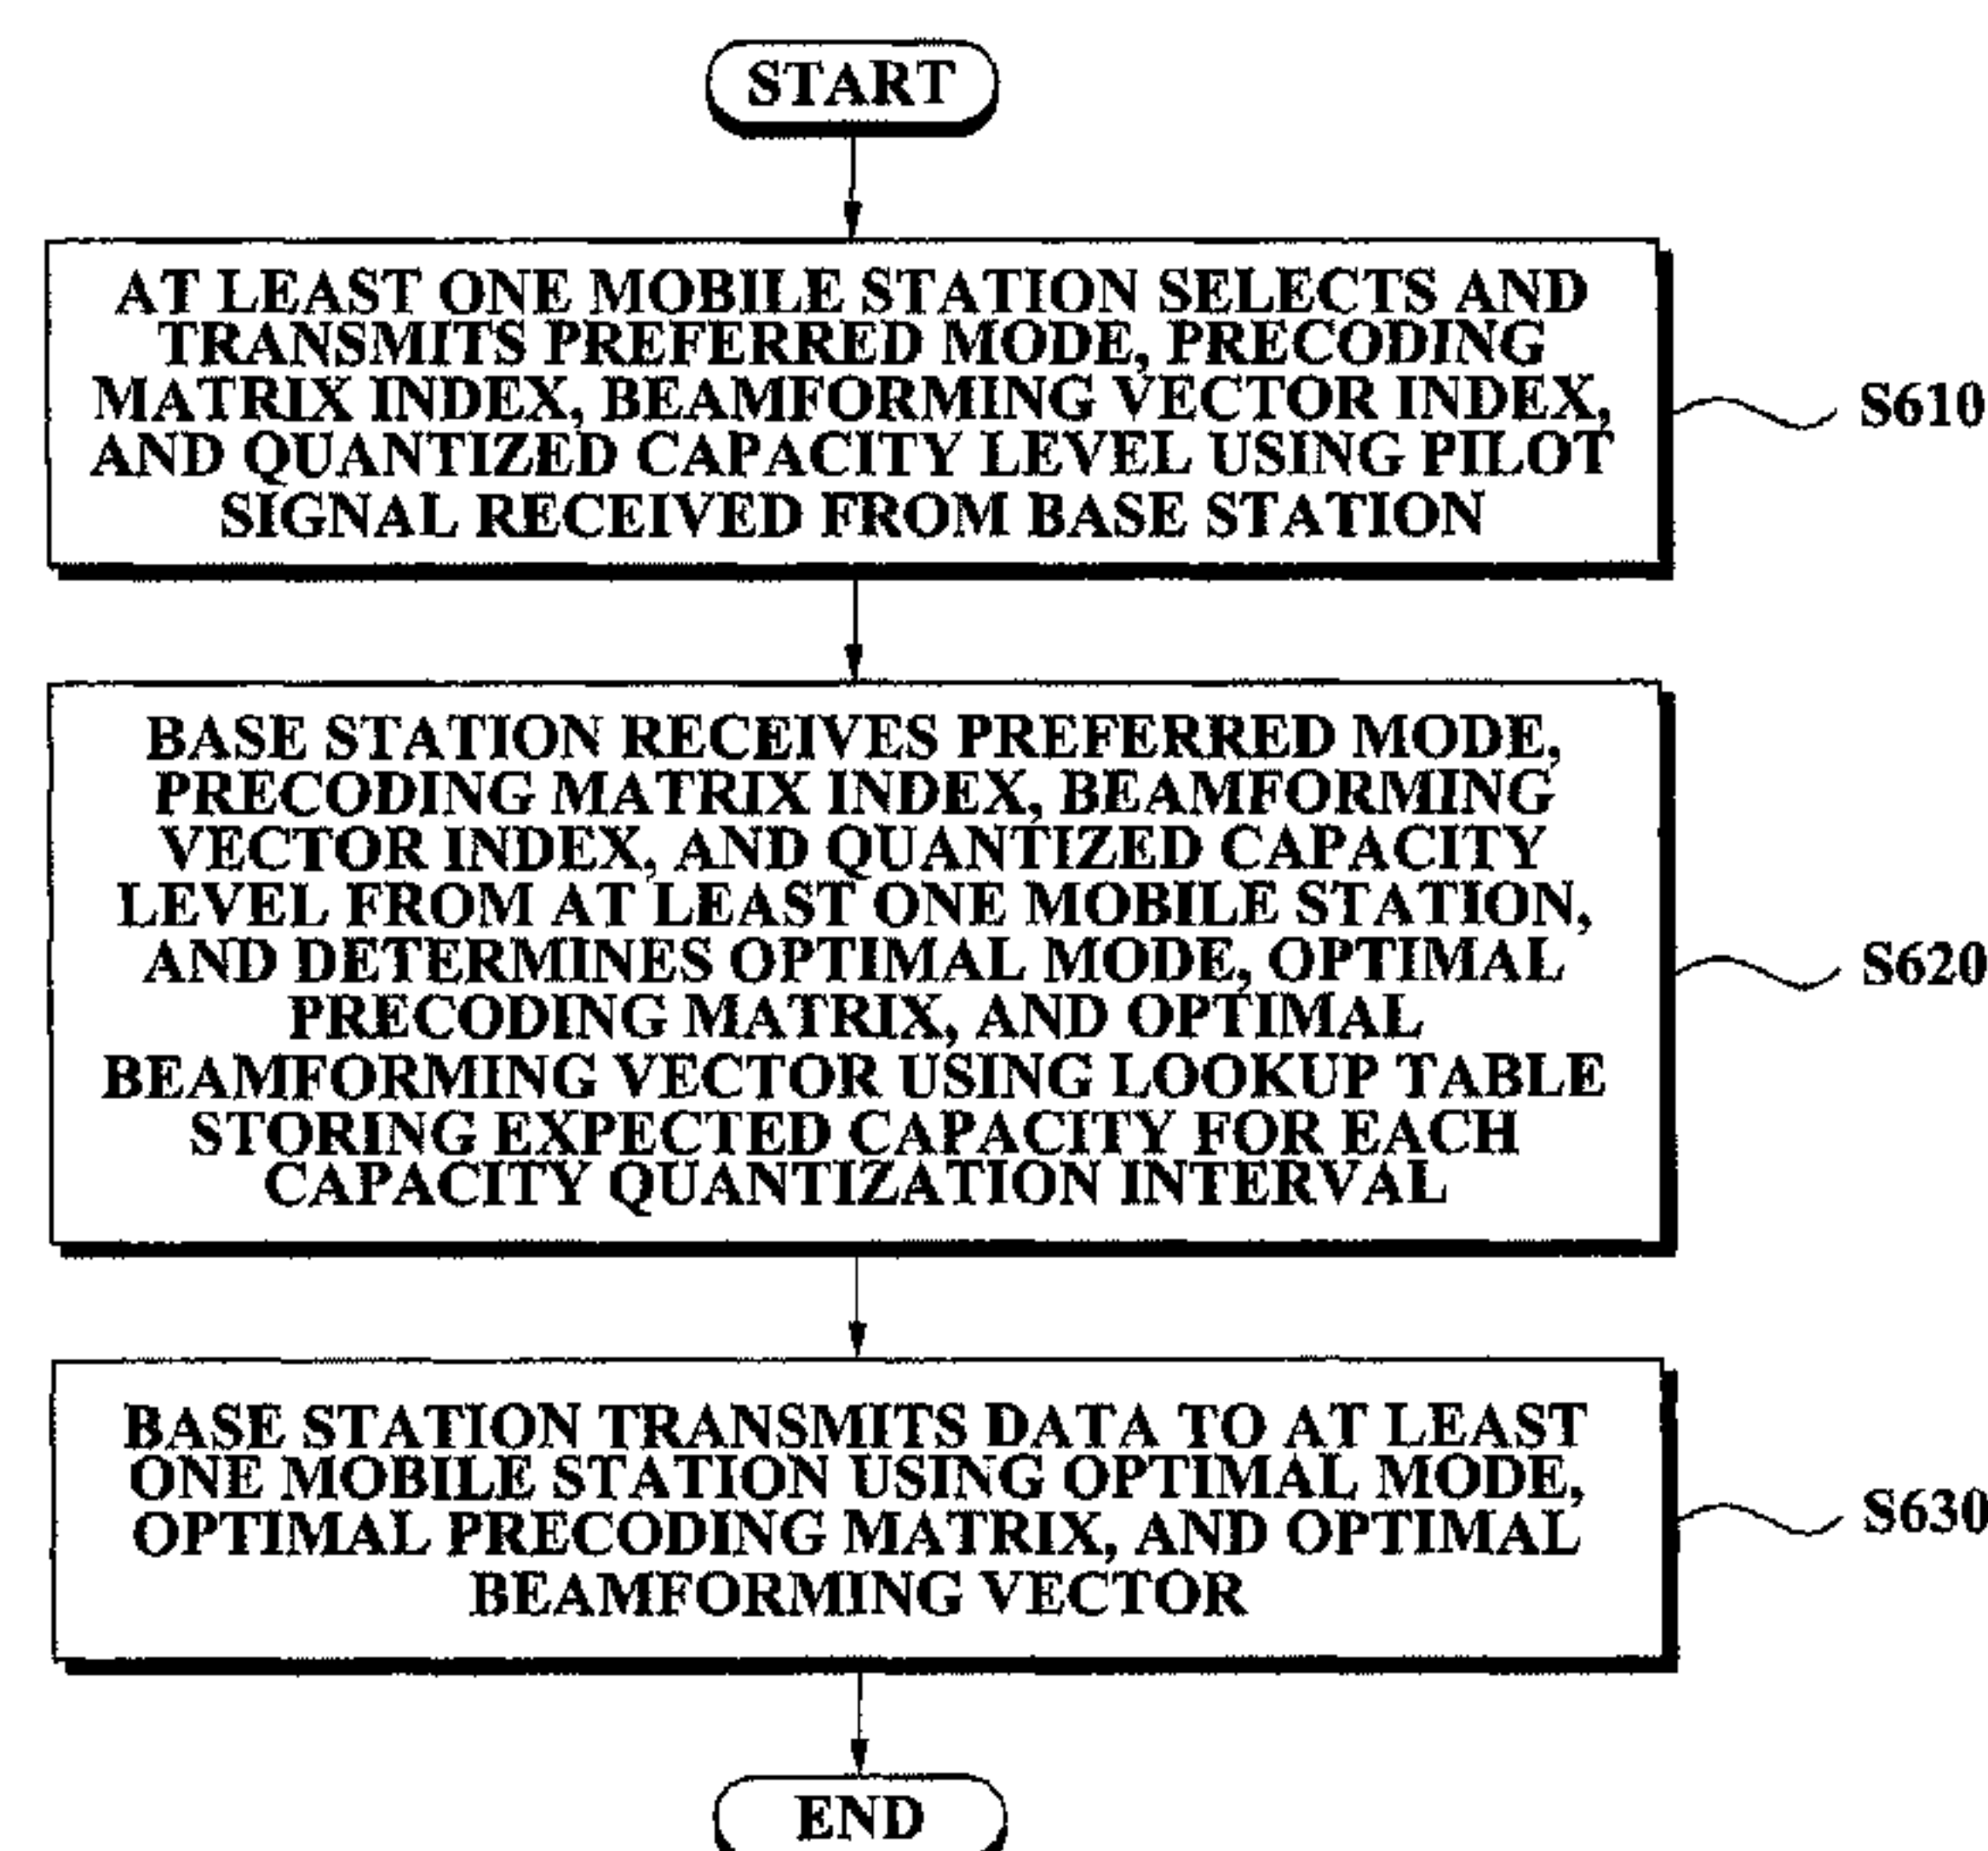 START
AT LEAST ONE MOBILE STATION SELECTS AND
TRANSMITS PREFERRED MODE, PRECODING
MATRIX INDEX, BEAMFORMING VECTOR INDEX,
AND QUANTIZED CAPACITY LEVEL USING PILOT
SIGNAL RECEIVED FROM BASE STATION
S610
BASE STATION RECEIVES PREFERRED MODE,
PRECODING MATRIX INDEX, BEAMFORMING
VECTOR INDEX, AND QUANTIZED CAPACITY
LEVEL FROM AT LEAST ONE MOBILE STATION,
AND DETERMINES OPTIMAL MODE, OPTIMAL
PRECODING MATRIX, AND OPTIMAL
BEAMFORMING VECTOR USING LOOKUP TABLE
STORING EXPECTED CAPACITY FOR EACH
CAPACITY QUANTIZATION INTERVAL
S620
BASE STATION TRANSMITS DATA TO AT LEAST
ONE MOBILE STATION USING OPTIMAL MODE,
OPTIMAL PRECODING MATRIX, AND OPTIMAL
BEAMFORMING VECTOR
S630
END